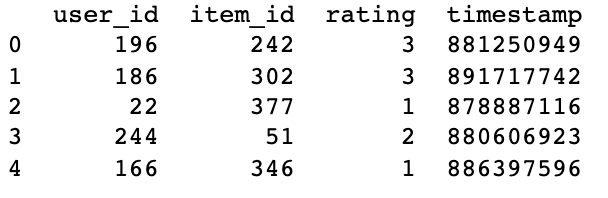 user_id item_id rating timestamp
0 196 242 3 881250949
1 186 302 3 891717742
2 22 377 1 878887116
3 244 51 2 880606923
4 166 346 1 886397596